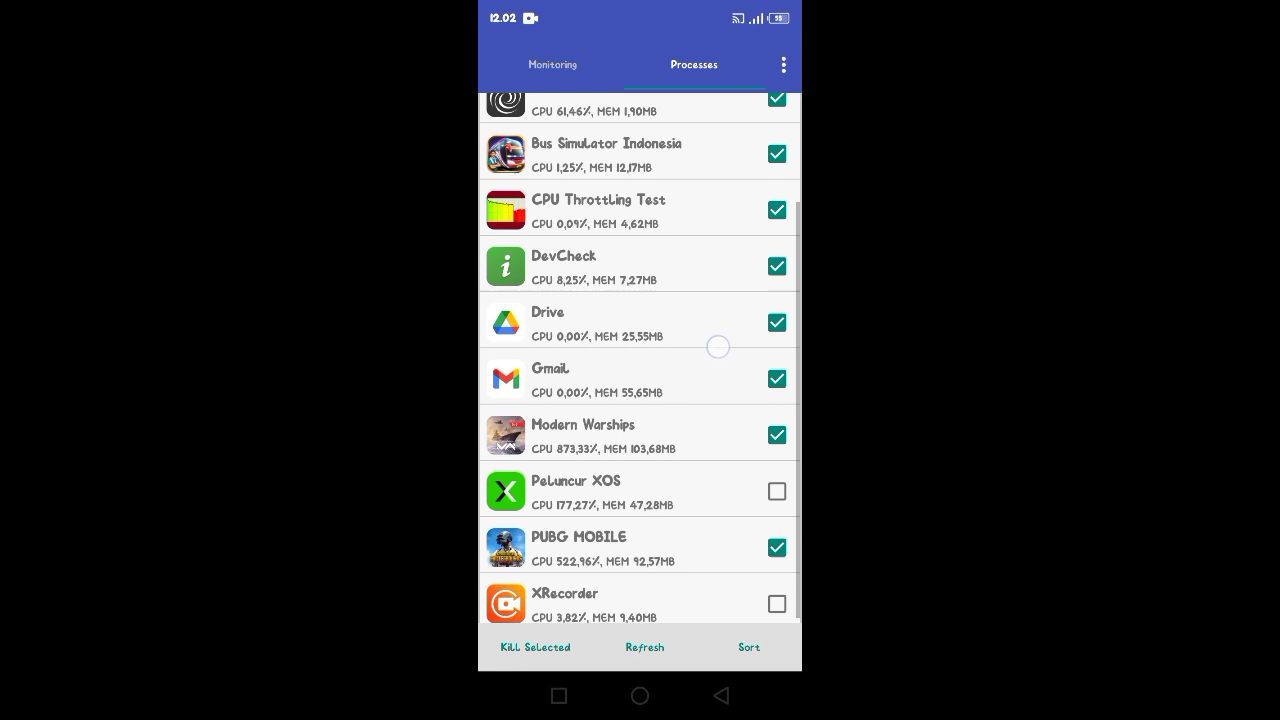 12.02
55
Monitoring
Processes
CPU 61,46%, MEM 1,90MB
Bus Simulator Indonesia
CPU 1,25%, MEM 12,17MB
CPU Throttling Test
CPU 0,09%, MEM 4,62MB
DevCheck
CPU 8,25%, MEM 7,27MB
Drive
CPU 0,00%, MEM 25,55MB
Gmail
CPU 0,00%, MEM 55,65MB
Modern Warships
CPU 873,33%, MEM 103,68MB
Peluncur XOS
CPU 177,27%, MEM 47,28MB
PUBG MOBILE
CPU 522,96%, MEM 92,57MB
XRecorder
CPU 3,82%, MEM 9,40MB
Kill Selected
Refresh
Sort